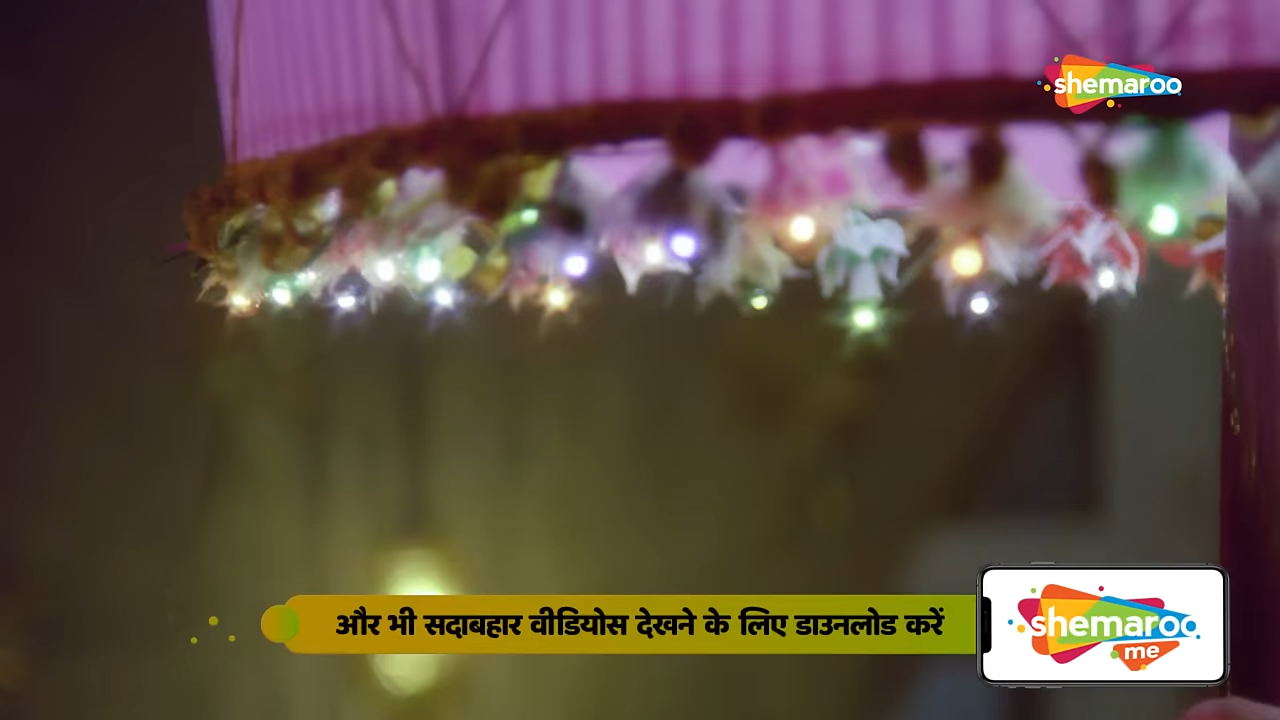 shemaroo
और भी सदाबहार वीडियोस देखने के लिए डाउनलोड करें
shemaroo
me